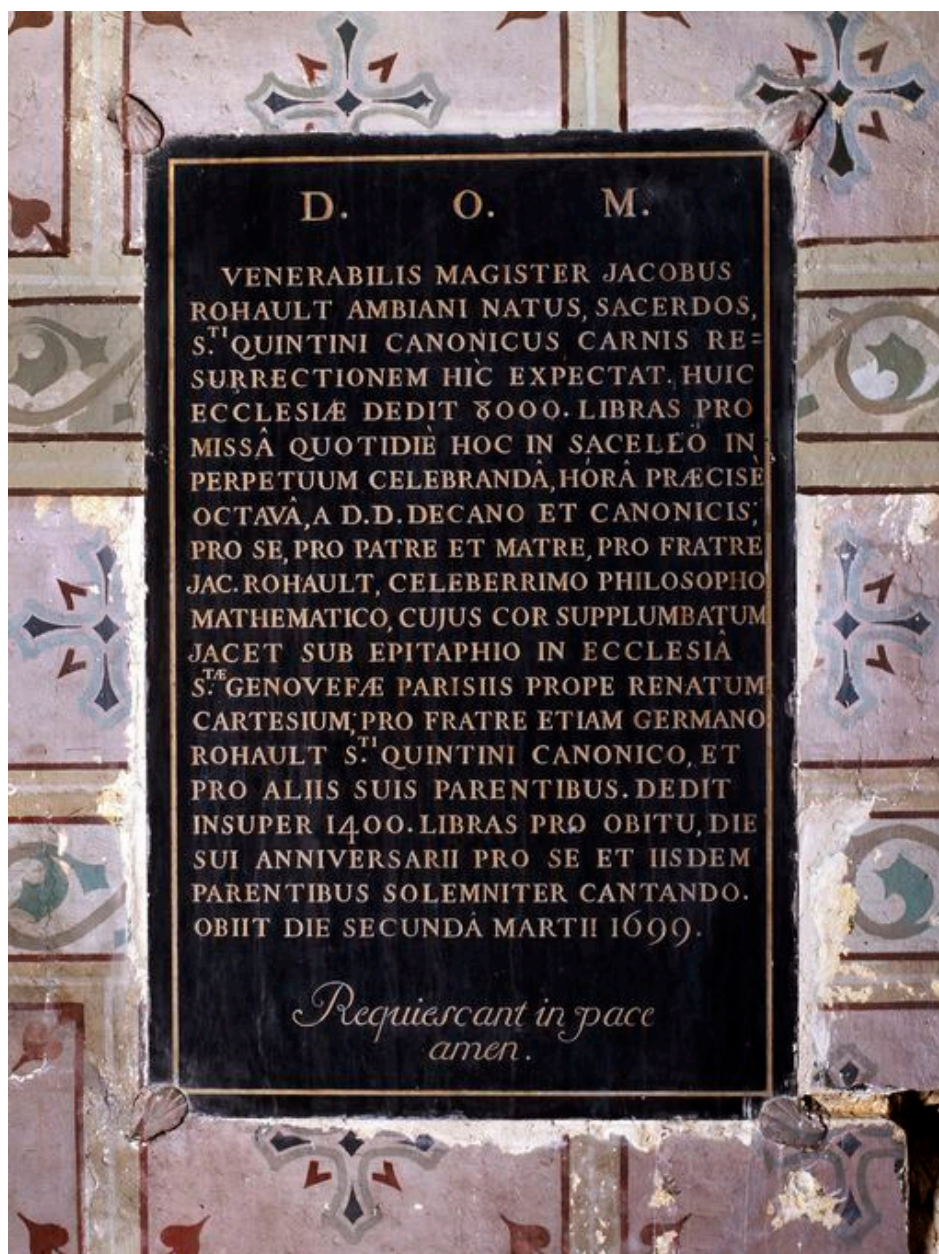 D. O. M.
VENERABILIS MAGISTER JACOBUS
ROHAULT AMBIANI NATUS, SACERDOS,
S.TI QUINTINI CANONICUS CARNIS RE=
SURRECTIONEM HÌC EXPECTAT. HUIC
ECCLESIÆ DEDIT 8000. LIBRAS PRO
MISSÂ QUOTIDIÈ HOC IN SACELLO IN
PERPETUUM CELEBRANDÂ, HORÂ PRÆCISÈ
OCTAVÂ, A D.D. DECANO ET CANONICIS;
PRO SE, PRO PATRE ET MATRE, PRO FRATRE
JAC. ROHAULT, CELEBERRIMO PHILOSOPHO
MATHEMATICO, CUJUS COR SUPPLUMBATUM
JACET SUB EPITAPHIO IN ECCLESIÂ
S.TÆ GENOVEFÆ PARISIIS PROPE RENATUM
CARTESIUM; PRO FRATRE ETIAM GERMANO
ROHAULT S.TI QUINTINI CANONICO, ET
PRO ALIIS SUIS PARENTIBUS. DEDIT
INSUPER 1400. LIBRAS PRO OBITU, DIE
SUI ANNIVERSARII PRO SE ET IISDEM
PARENTIBUS SOLEMNITER CANTANDO.
OBIIT DIE SECUNDÂ MARTII 1699.
Requiescant in pace
amen.